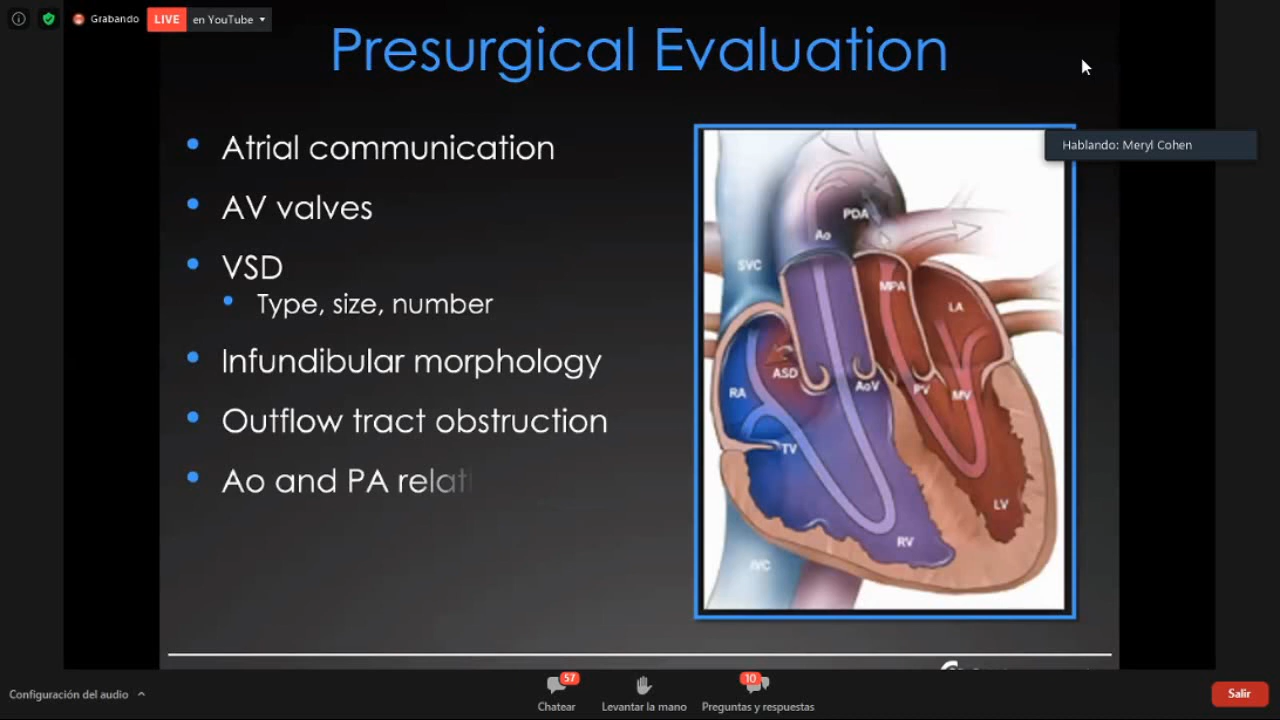 Grabando
LIVE en YouTube
Presurgical Evaluation
Hablando: Meryl Cohen
• Atrial communication
• AV valves
• VSD
• Type, size, number
• Infundibular morphology
• Outflow tract obstruction
• Ao and PA relat
PDA
Ao
SVC
MPA
LA
ASD
RA
AoV
PV
MV
TV
LV
RV
IVC
Configuración del audio
57
Chatear
Levantar la mano
10
Preguntas y respuestas
Salir